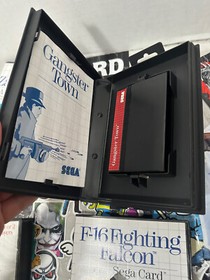 Gangster
Town
SEGA
SEGA
Gangster Town
RD
F-16 Fighting
Falcon
Sega Card